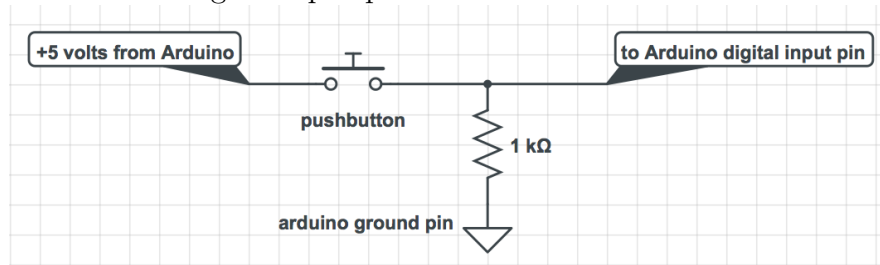 +5 volts from Arduino
to Arduino digital input pin
pushbutton
1 kΩ
arduino ground pin